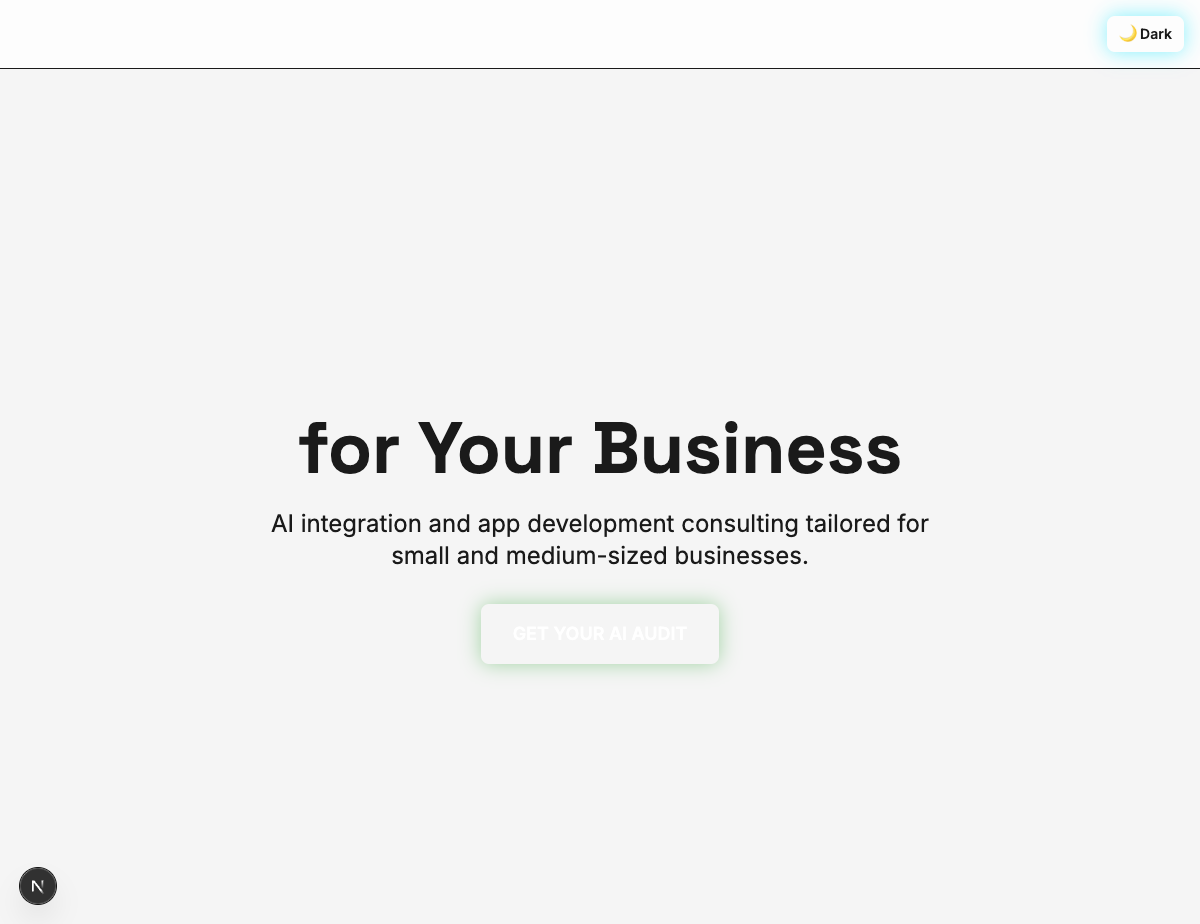 🌙 Dark
for Your Business
AI integration and app development consulting tailored for
small and medium-sized businesses.
GET YOUR AI AUDIT
N